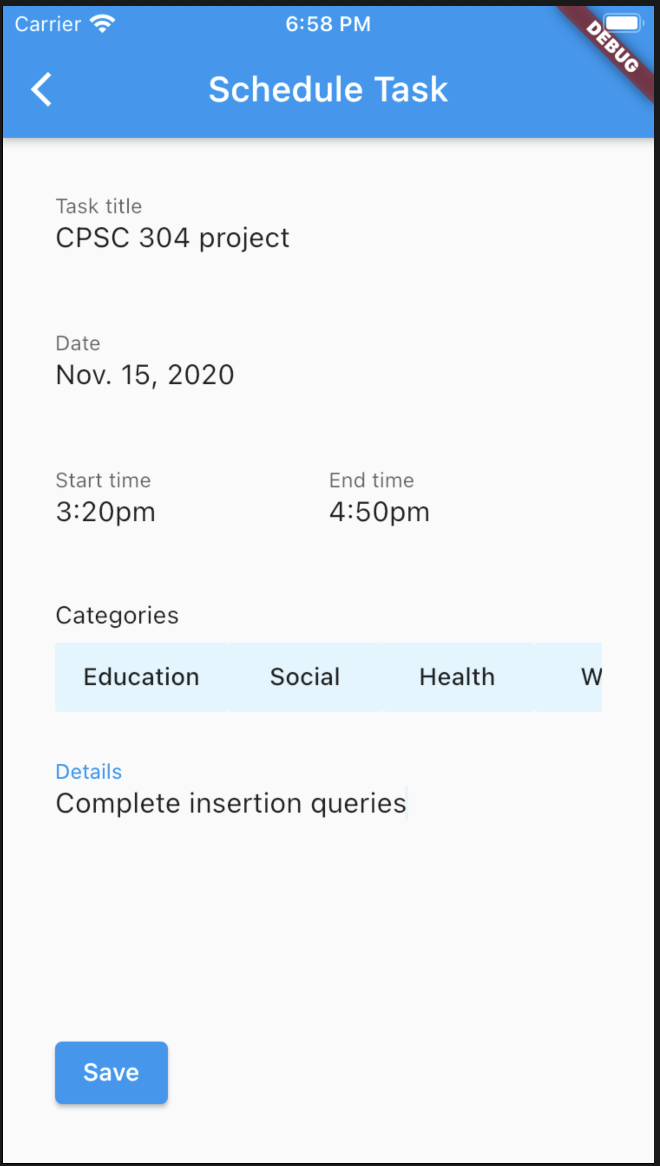 Carrier 6:58 PM
DEBUG
Schedule Task
Task title
CPSC 304 project
Date
Nov. 15, 2020
Start time End time
3:20pm 4:50pm
Categories
Education Social Health W
Details
Complete insertion queries
Save